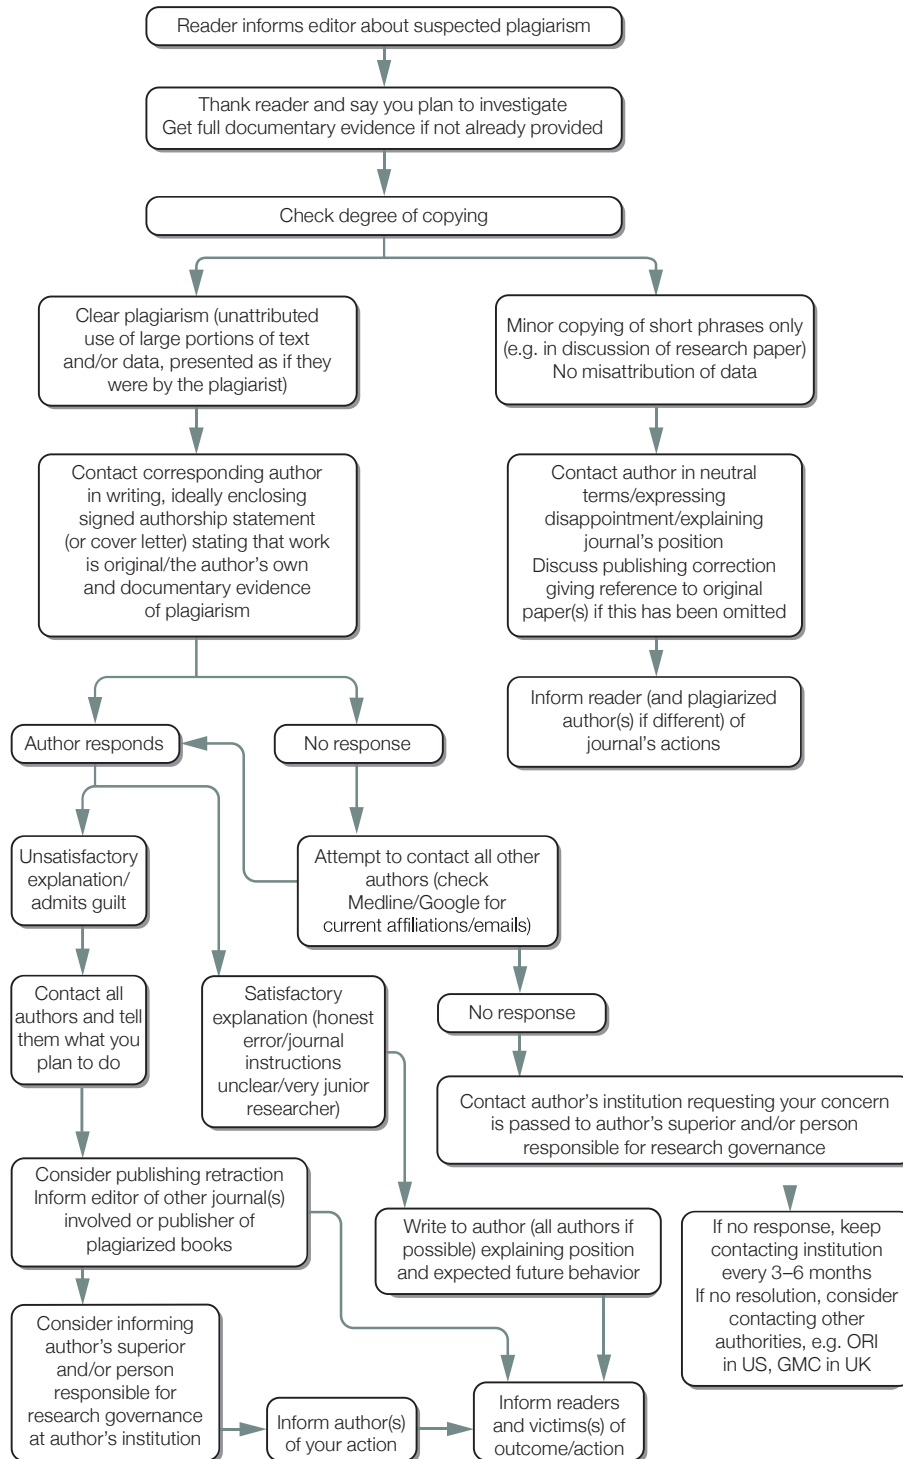 Reader informs editor about suspected plagiarism
Thank reader and say you plan to investigate
Get full documentary evidence if not already provided
Check degree of copying
Clear plagiarism (unattributed
use of large portions of text
and/or data, presented as if they
were by the plagiarist)
Minor copying of short phrases only
(e.g. in discussion of research paper)
No misattribution of data
Contact corresponding author
in writing, ideally enclosing
signed authorship statement
(or cover letter) stating that work
is original/the author's own
and documentary evidence
of plagiarism
Contact author in neutral
terms/expressing
disappointment/explaining
journal's position
Discuss publishing correction
giving reference to original
paper(s) if this has been omitted
Inform reader (and plagiarized
author(s) if different) of
journal's actions
Author responds
No response
Unsatisfactory
explanation/
admits guilt
Attempt to contact all other
authors (check
Medline/Google for
current affiliations/emails)
Contact all
authors and tell
them what you
plan to do
Satisfactory
explanation (honest
error/journal
instructions
unclear/very junior
researcher)
No response
Contact author's institution requesting your concern
is passed to author's superior and/or person
responsible for research governance
Consider publishing retraction
Inform editor of other journal(s)
involved or publisher of
plagiarized books
Write to author (all authors if
possible) explaining position
and expected future behavior
If no response, keep
contacting institution
every 3–6 months
If no resolution, consider
contacting other
authorities, e.g. ORI
in US, GMC in UK
Consider informing
author's superior
and/or person
responsible for
research governance
at author's institution
Inform author(s)
of your action
Inform readers
and victims(s) of
outcome/action